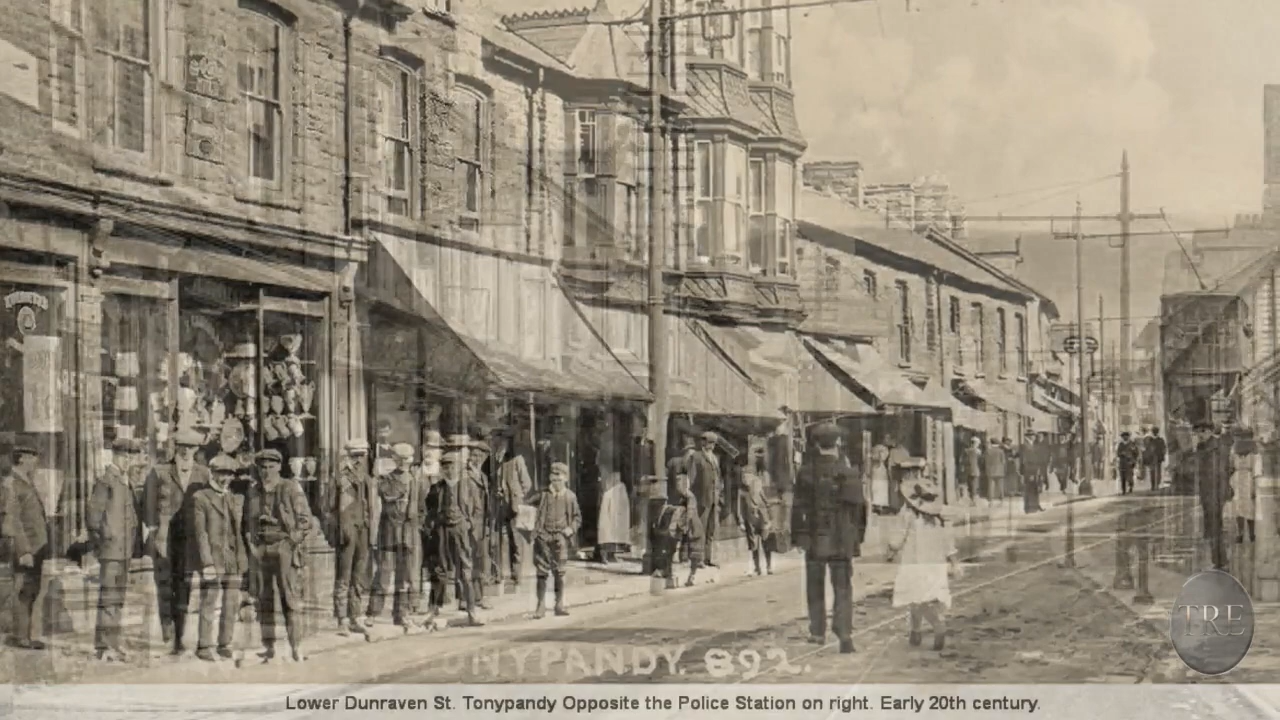 TONYPANDY. 892.
TRE
Lower Dunraven St. Tonypandy Opposite the Police Station on right. Early 20th century.